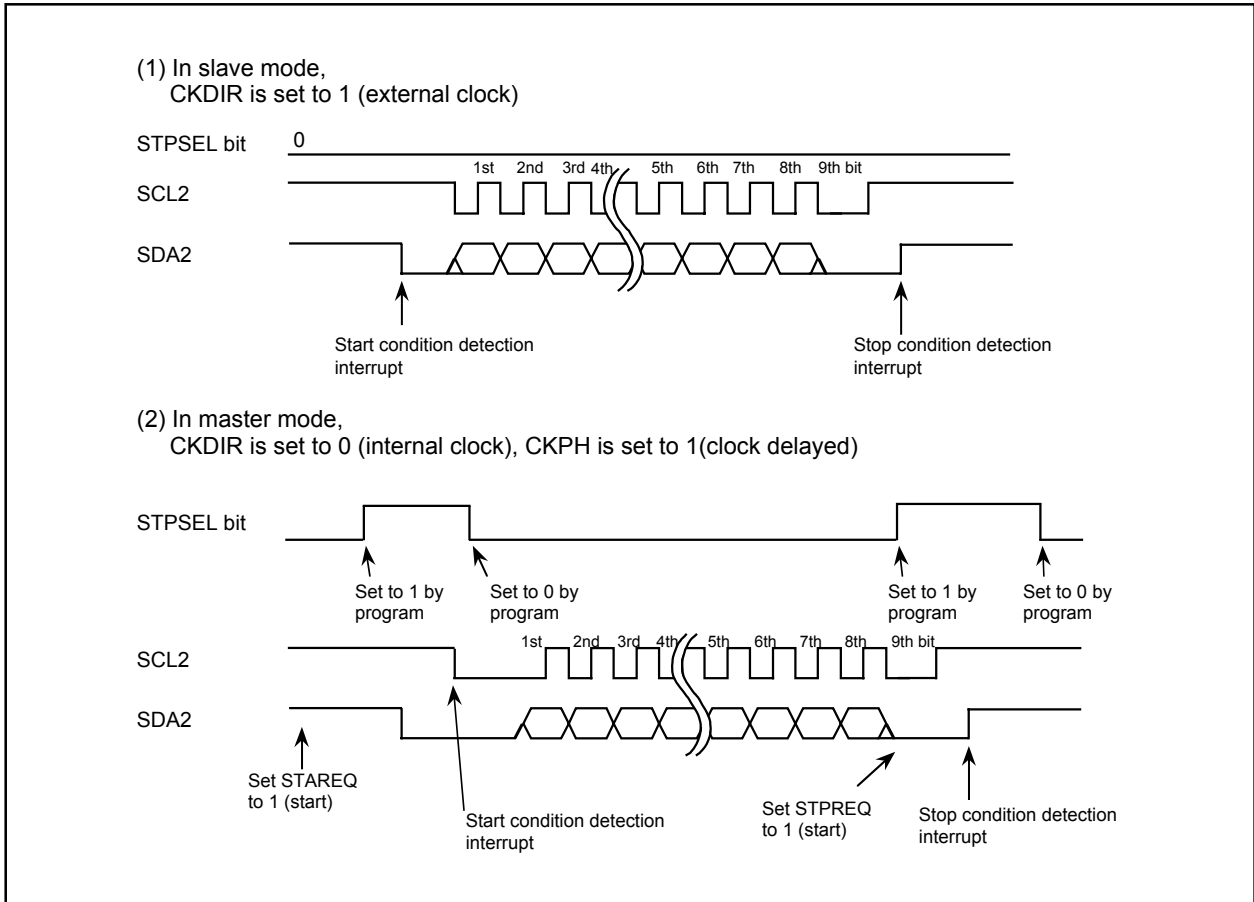 (1) In slave mode,
CKDIR is set to 1 (external clock)
STPSEL bit
0
1st 2nd 3rd 4th 5th 6th 7th 8th 9th bit
SCL2
SDA2
Start condition detection
interrupt
Stop condition detection
interrupt
(2) In master mode,
CKDIR is set to 0 (internal clock), CKPH is set to 1(clock delayed)
STPSEL bit
Set to 1 by
program
Set to 0 by
program
Set to 1 by
program
Set to 0 by
program
1st 2nd 3rd 4th 5th 6th 7th 8th 9th bit
SCL2
SDA2
Set STAREQ
to 1 (start)
Start condition detection
interrupt
Set STPREQ
to 1 (start)
Stop condition detection
interrupt